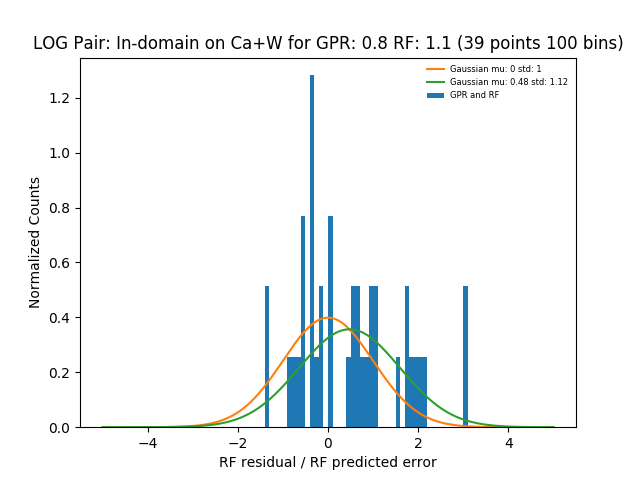 LOG Pair: In-domain on Ca+W for GPR: 0.8 RF: 1.1 (39 points 100 bins)
Gaussian mu: 0 std: 1
Gaussian mu: 0.48 std: 1.12
GPR and RF
Normalized Counts
1.2
1.0
0.8
0.6
0.4
0.2
0.0
−4 −2 0 2 4
RF residual / RF predicted error